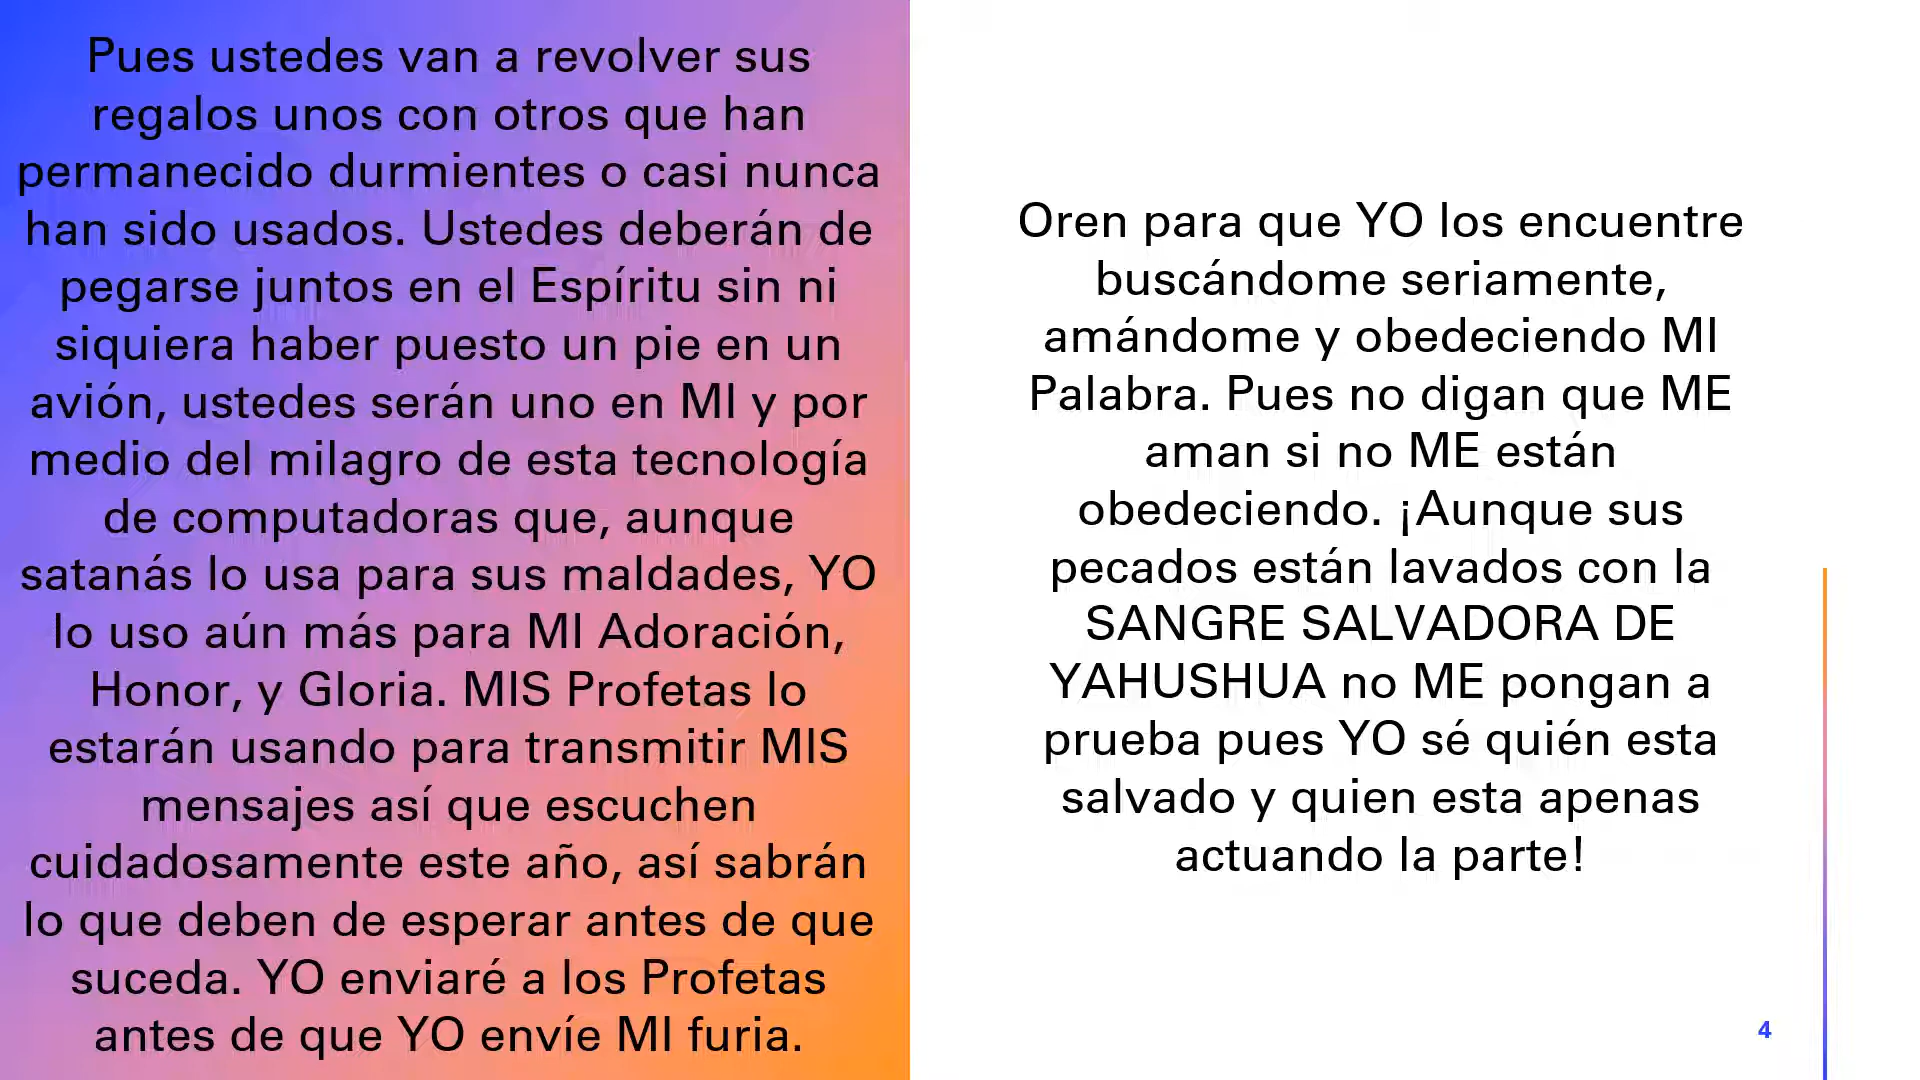 Pues ustedes van a revolver sus
regalos unos con otros que han
permanecido durmientes o casi nunca
han sido usados. Ustedes deberán de
pegarse juntos en el Espíritu sin ni
siquiera haber puesto un pie en un
avión, ustedes serán uno en MI y por
medio del milagro de esta tecnología
de computadoras que, aunque
satanás lo usa para sus maldades, YO
lo uso aún más para MI Adoración,
Honor, y Gloria. MIS Profetas lo
estarán usando para transmitir MIS
mensajes así que escuchen
cuidadosamente este año, así sabrán
lo que deben de esperar antes de que
suceda. YO enviaré a los Profetas
antes de que YO envíe MI furia.
Oren para que YO los encuentre
buscándome seriamente,
amándome y obedeciendo MI
Palabra. Pues no digan que ME
aman si no ME están
obedeciendo. ¡Aunque sus
pecados están lavados con la
SANGRE SALVADORA DE
YAHUSHUA no ME pongan a
prueba pues YO sé quién esta
salvado y quien esta apenas
actuando la parte!
4